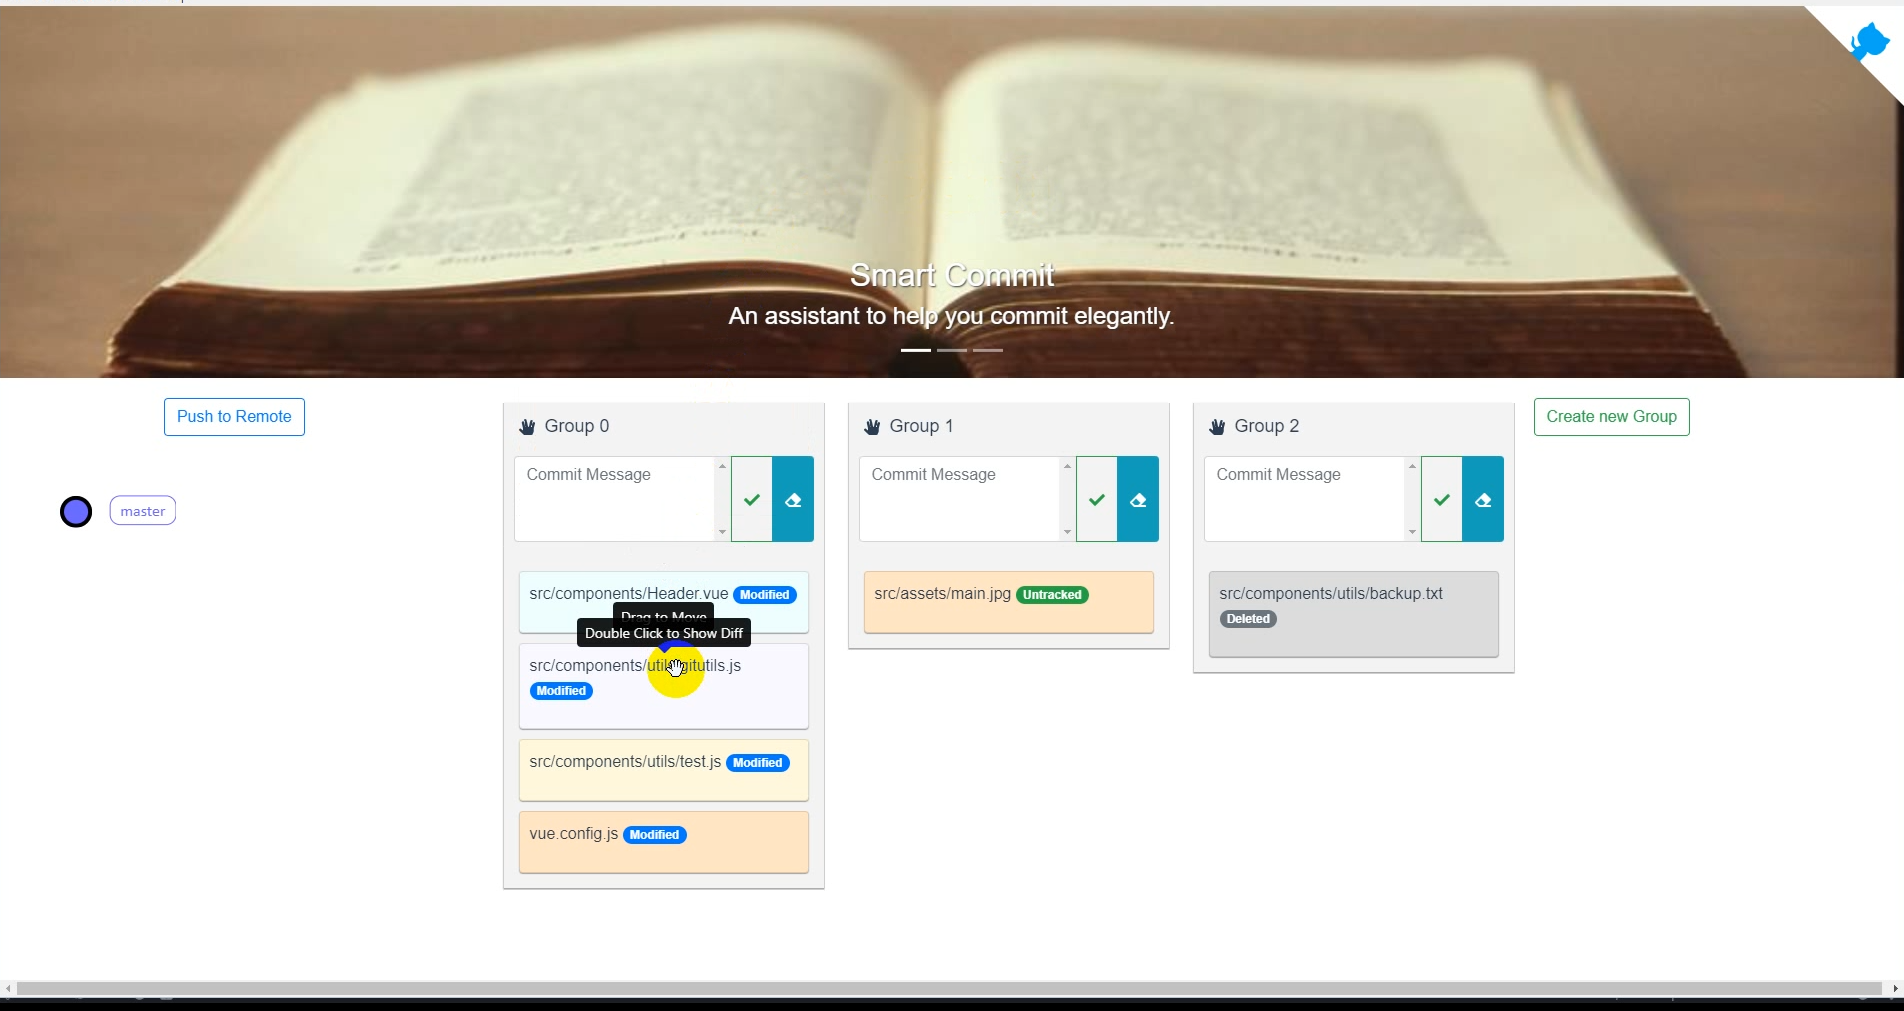 Smart Commit
An assistant to help you commit elegantly.
Push to Remote
master
Group 0
Commit Message
src/components/Header.vue Modified
Drag to Move
Double Click to Show Diff
src/components/utils/gitutils.js
Modified
src/components/utils/test.js Modified
vue.config.js Modified
Group 1
Commit Message
src/assets/main.jpg Untracked
Group 2
Commit Message
src/components/utils/backup.txt
Deleted
Create new Group